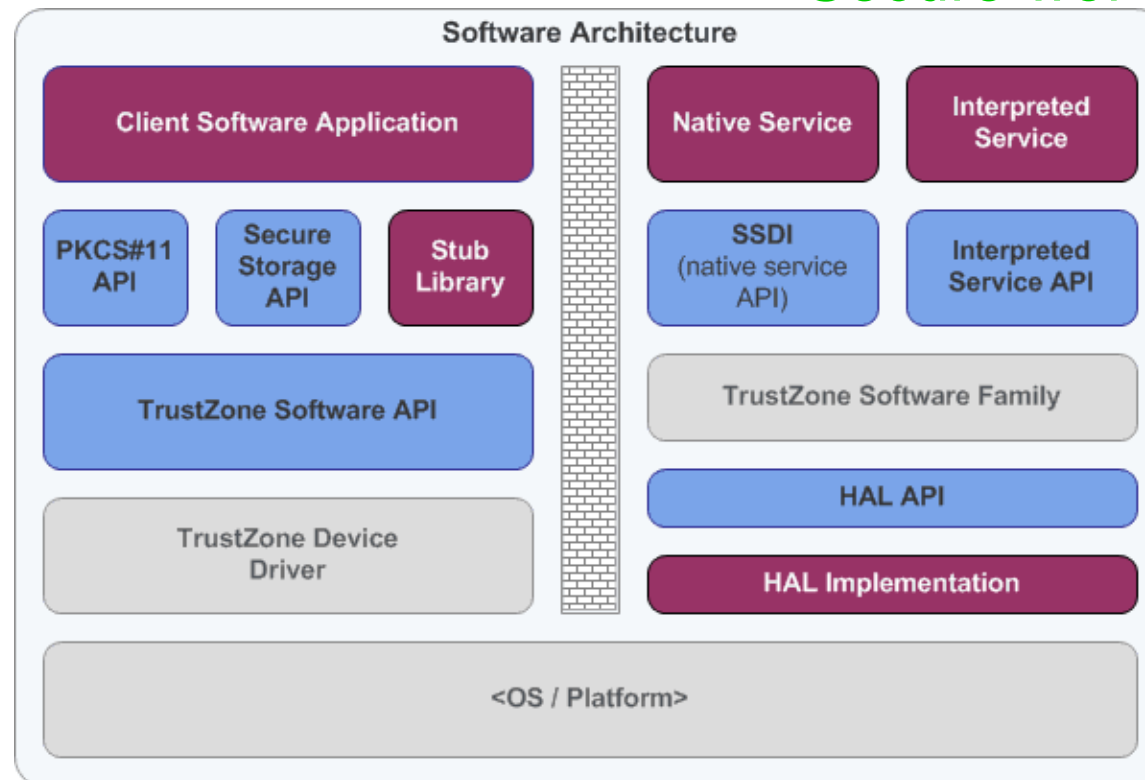 Software Architecture
Client Software Application
Native Service
Interpreted
Service
PKCS#11
API
Secure
Storage
API
Stub
Library
SSDI
(native service
API)
Interpreted
Service API
TrustZone Software API
TrustZone Software Family
HAL API
TrustZone Device
Driver
HAL Implementation
<OS / Platform>